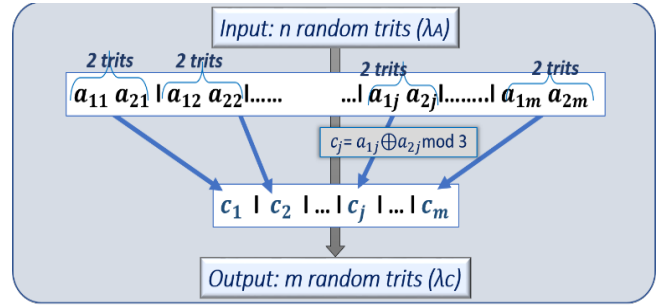 Input: n random trits (λA)
2 trits 2 trits 2 trits 2 trits
a₁₁ a₂₁ | a₁₂ a₂₂|...... ...|a₁ⱼ a₂ⱼ|........|a₁ₘ a₂ₘ
cⱼ= a₁ⱼ⊕a₂ⱼ mod 3
c₁ | c₂ | ...| cⱼ | ...| cₘ
Output: m random trits (λC)